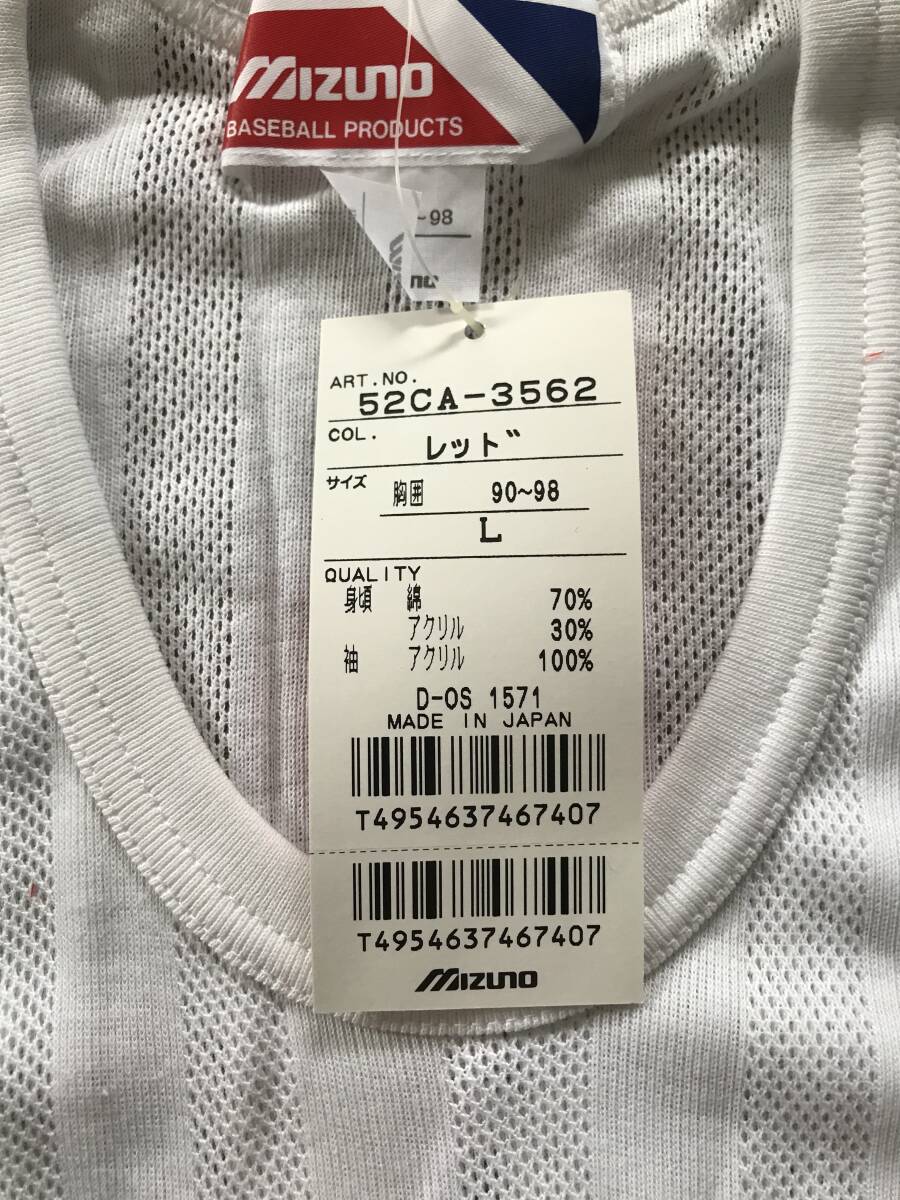 MIZUNO
BASEBALL PRODUCTS
~98
ART.NO.
52CA-3562
COL.
レッド
サイズ 胸囲 90~98
L
QUALITY
身頃 綿 70%
アクリル 30%
袖 アクリル 100%
D-OS 1571
MADE IN JAPAN
T4954637467407
T4954637467407
MIZUNO